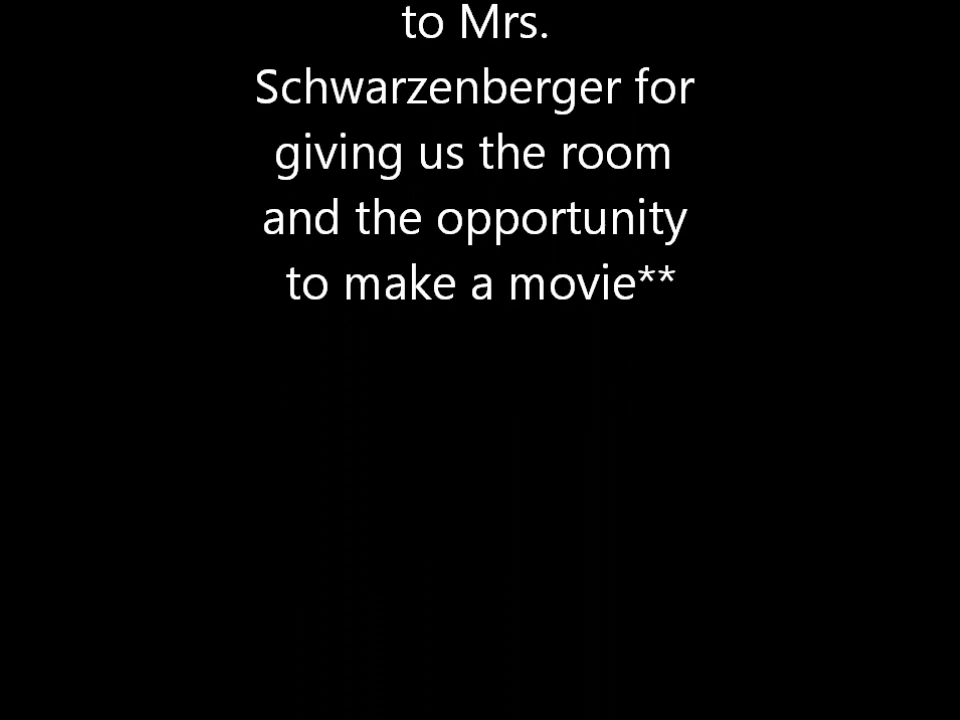 to Mrs.
Schwarzenberger for
giving us the room
and the opportunity
to make a movie**